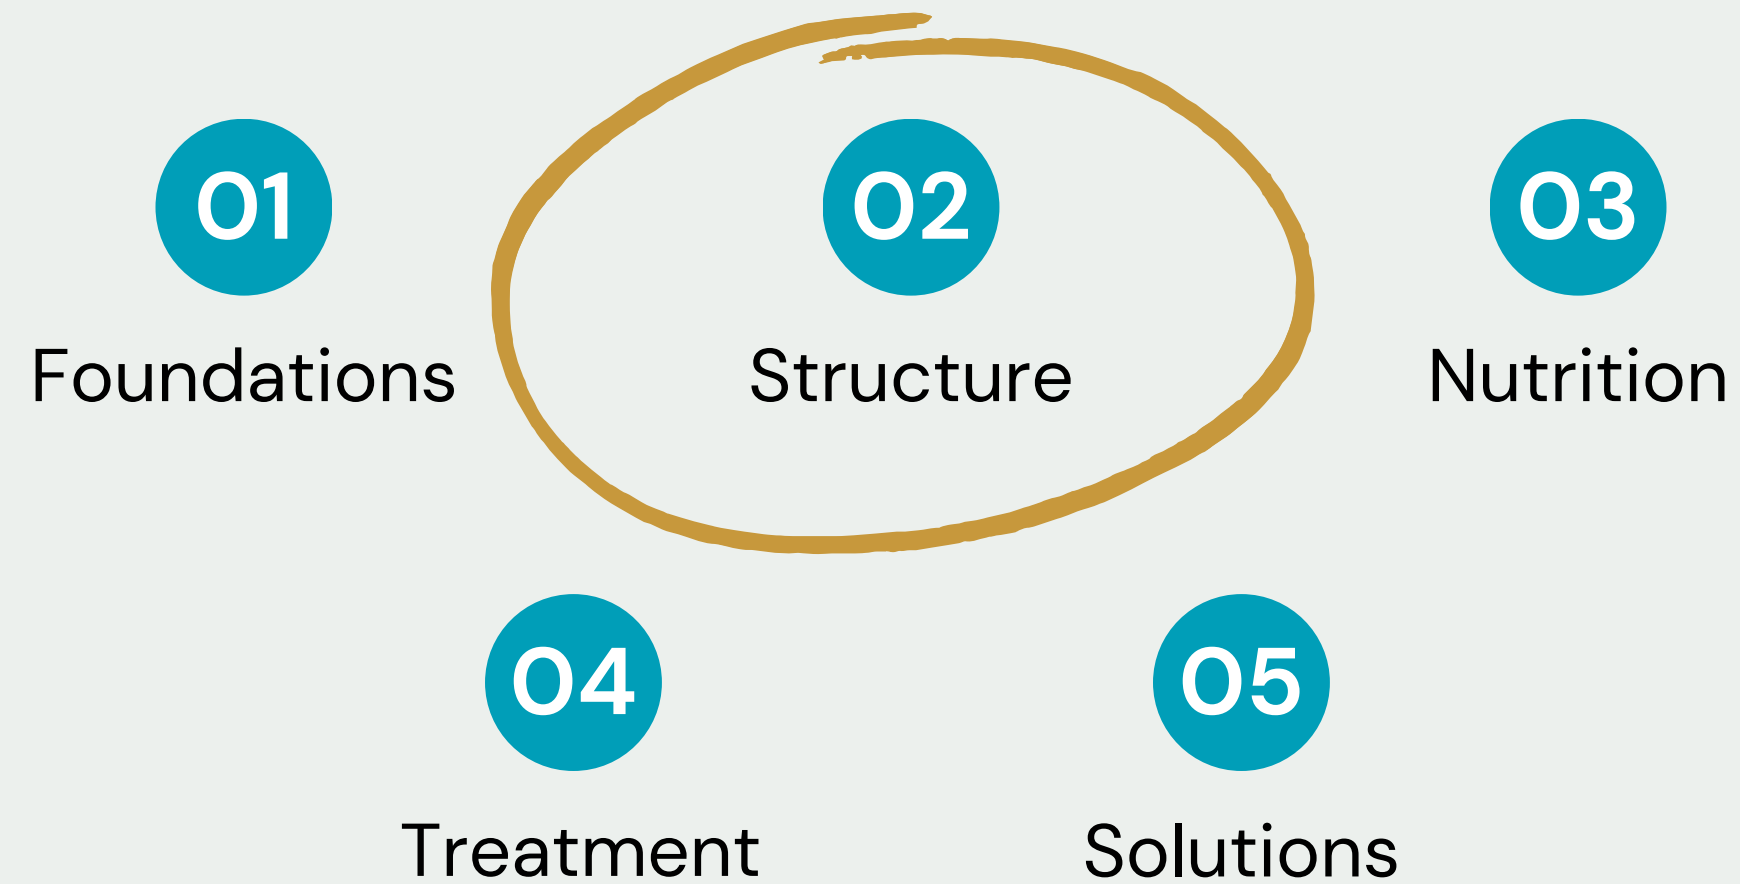 01
Foundations
02
Structure
03
Nutrition
04
Treatment
05
Solutions